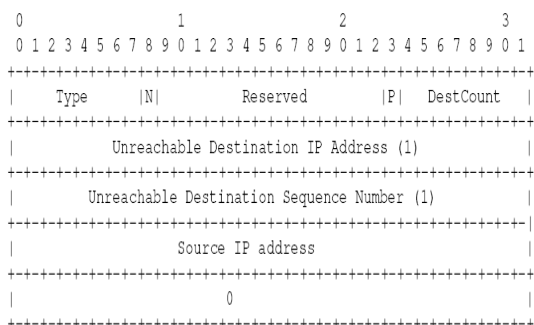 0                   1                   2                   3
0 1 2 3 4 5 6 7 8 9 0 1 2 3 4 5 6 7 8 9 0 1 2 3 4 5 6 7 8 9 0 1
+-+-+-+-+-+-+-+-+-+-+-+-+-+-+-+-+-+-+-+-+-+-+-+-+-+-+-+-+-+-+-+-+
|     Type      |N|          Reserved           |P|   DestCount   |
+-+-+-+-+-+-+-+-+-+-+-+-+-+-+-+-+-+-+-+-+-+-+-+-+-+-+-+-+-+-+-+-+
|            Unreachable Destination IP Address (1)             |
+-+-+-+-+-+-+-+-+-+-+-+-+-+-+-+-+-+-+-+-+-+-+-+-+-+-+-+-+-+-+-+-+
|         Unreachable Destination Sequence Number (1)           |
+-+-+-+-+-+-+-+-+-+-+-+-+-+-+-+-+-+-+-+-+-+-+-+-+-+-+-+-+-+-+-+-|
|                    Source IP address                          |
+-+-+-+-+-+-+-+-+-+-+-+-+-+-+-+-+-+-+-+-+-+-+-+-+-+-+-+-+-+-+-+-+
|                          0                                    |
+-+-+-+-+-+-+-+-+-+-+-+-+-+-+-+-+-+-+-+-+-+-+-+-+-+-+-+-+-+-+-+-+